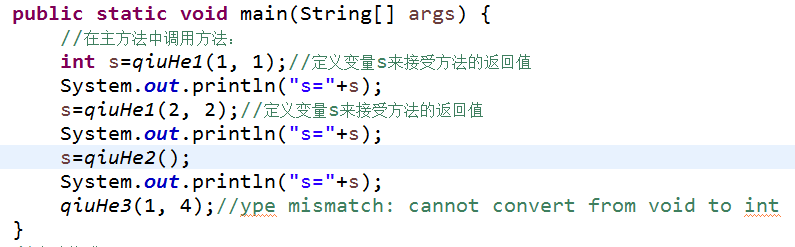 public static void main(String[] args) {
//在主方法中调用方法：
int s=qiuHe1(1, 1);//定义变量s来接受方法的返回值
System.out.println("s="+s);
s=qiuHe1(2, 2);//定义变量s来接受方法的返回值
System.out.println("s="+s);
s=qiuHe2();
System.out.println("s="+s);
qiuHe3(1, 4);//ype mismatch: cannot convert from void to int
}